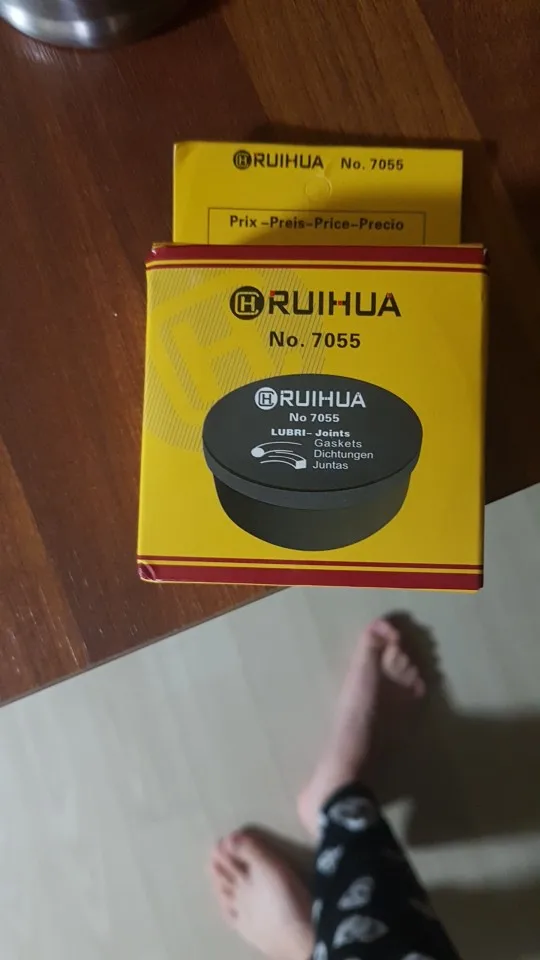 RUIHUA No. 7055
Prix -Preis-Price-Precio
RUIHUA
No. 7055
RUIHUA
No 7055
LUBRI- Joints
Gaskets
Dichtungen
Juntas